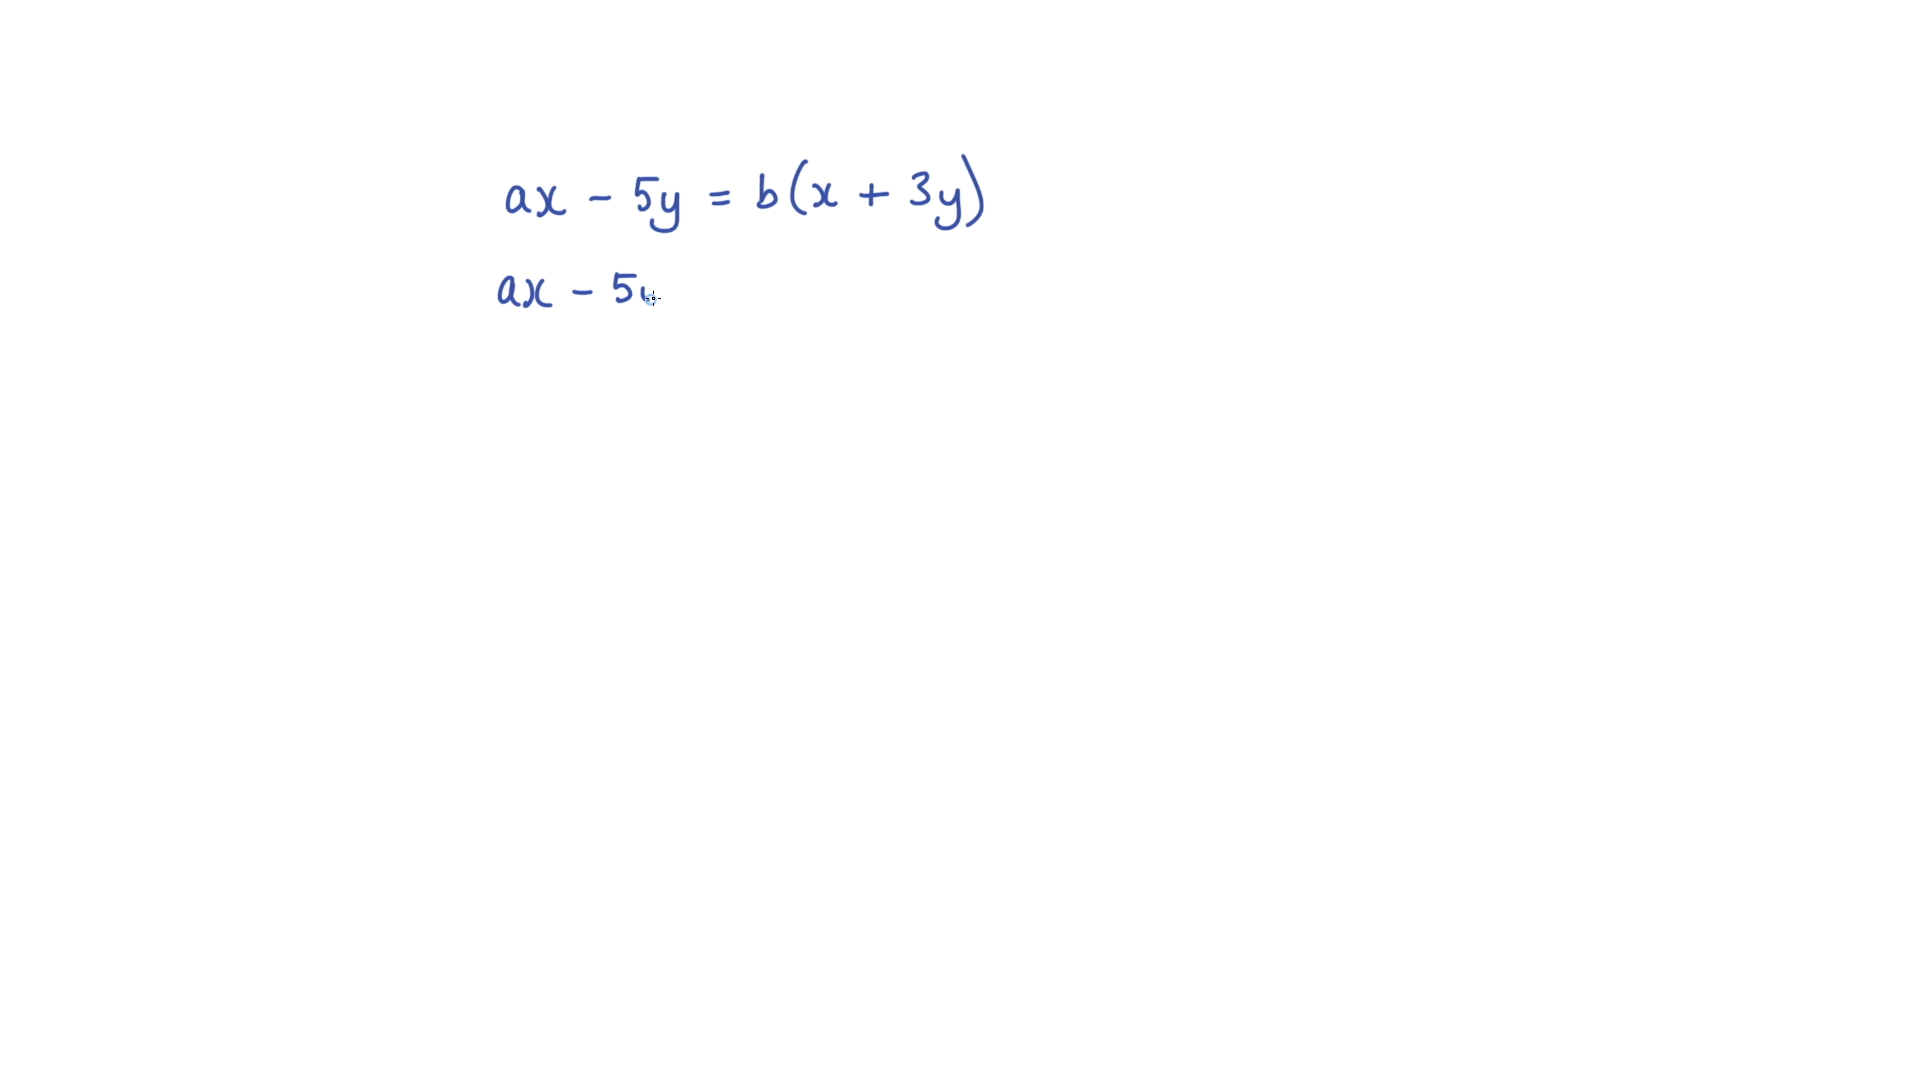 ax - 5y = b(x + 3y)
ax - 5